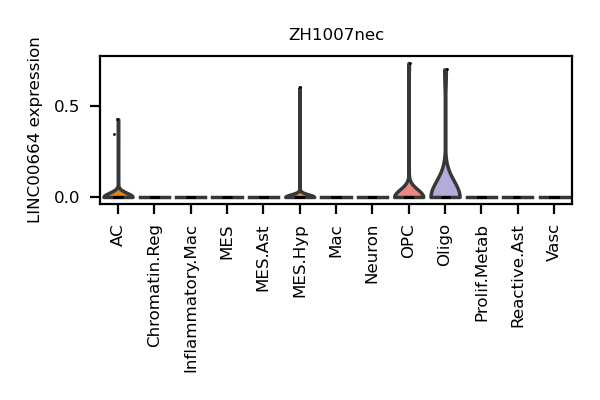 ZH1007nec
LINC00664 expression
0.5
0.0
AC
Chromatin.Reg
Inflammatory.Mac
MES
MES.Ast
MES.Hyp
Mac
Neuron
OPC
Oligo
Prolif.Metab
Reactive.Ast
Vasc